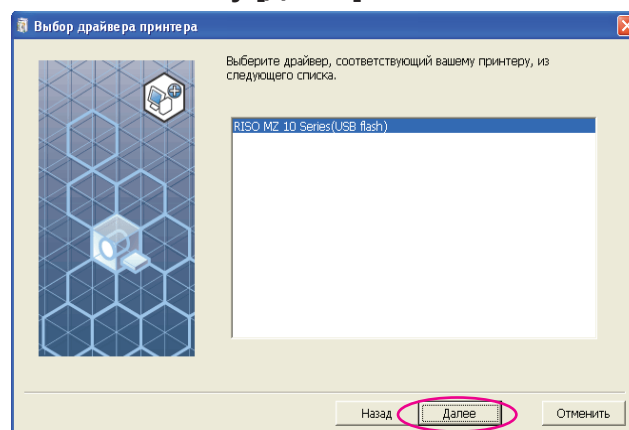 Выбор драйвера принтера
Выберите драйвер, соответствующий вашему принтеру, из
следующего списка.
RISO MZ 10 Series(USB flash)
Назад
Далее
Отменить